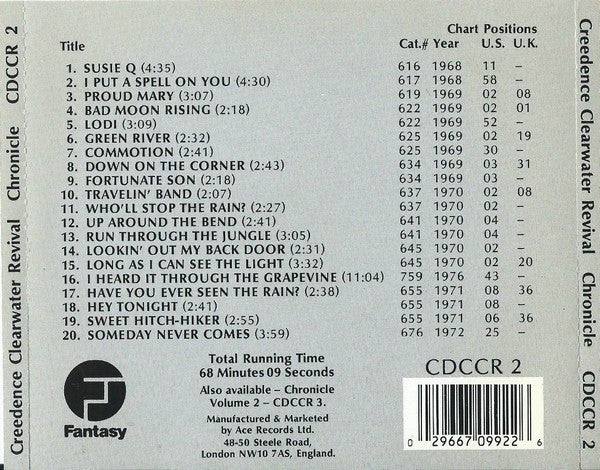 Creedence Clearwater Revival Chronicle CDCCR 2
Chart Positions
Title Cat.# Year U.S. U.K.
1. SUSIE Q (4:35) 616 1968 11 –
2. I PUT A SPELL ON YOU (4:30) 617 1968 58 –
3. PROUD MARY (3:07) 619 1969 02 08
4. BAD MOON RISING (2:18) 622 1969 02 01
5. LODI (3:09) 622 1969 52 –
6. GREEN RIVER (2:32) 625 1969 02 19
7. COMMOTION (2:41) 625 1969 30 –
8. DOWN ON THE CORNER (2:43) 634 1969 03 31
9. FORTUNATE SON (2:18) 634 1969 03 –
10. TRAVELIN' BAND (2:07) 637 1970 02 08
11. WHO'LL STOP THE RAIN? (2:27) 637 1970 02 –
12. UP AROUND THE BEND (2:41) 641 1970 04 –
13. RUN THROUGH THE JUNGLE (3:05) 641 1970 04 –
14. LOOKIN' OUT MY BACK DOOR (2:31) 645 1970 02 –
15. LONG AS I CAN SEE THE LIGHT (3:32) 645 1970 02 20
16. I HEARD IT THROUGH THE GRAPEVINE (11:04) 759 1976 43 –
17. HAVE YOU EVER SEEN THE RAIN? (2:38) 655 1971 08 36
18. HEY TONIGHT (2:41) 655 1971 08 –
19. SWEET HITCH-HIKER (2:55) 655 1971 06 36
20. SOMEDAY NEVER COMES (3:59) 676 1972 25 –
Fantasy
Total Running Time
68 Minutes 09 Seconds
Also available – Chronicle
Volume 2 – CDCCR 3.
Manufactured & Marketed
by Ace Records Ltd.
48-50 Steele Road,
London NW10 7AS, England.
CDCCR 2
0 29667 09922 6
Creedence Clearwater Revival Chronicle CDCCR 2